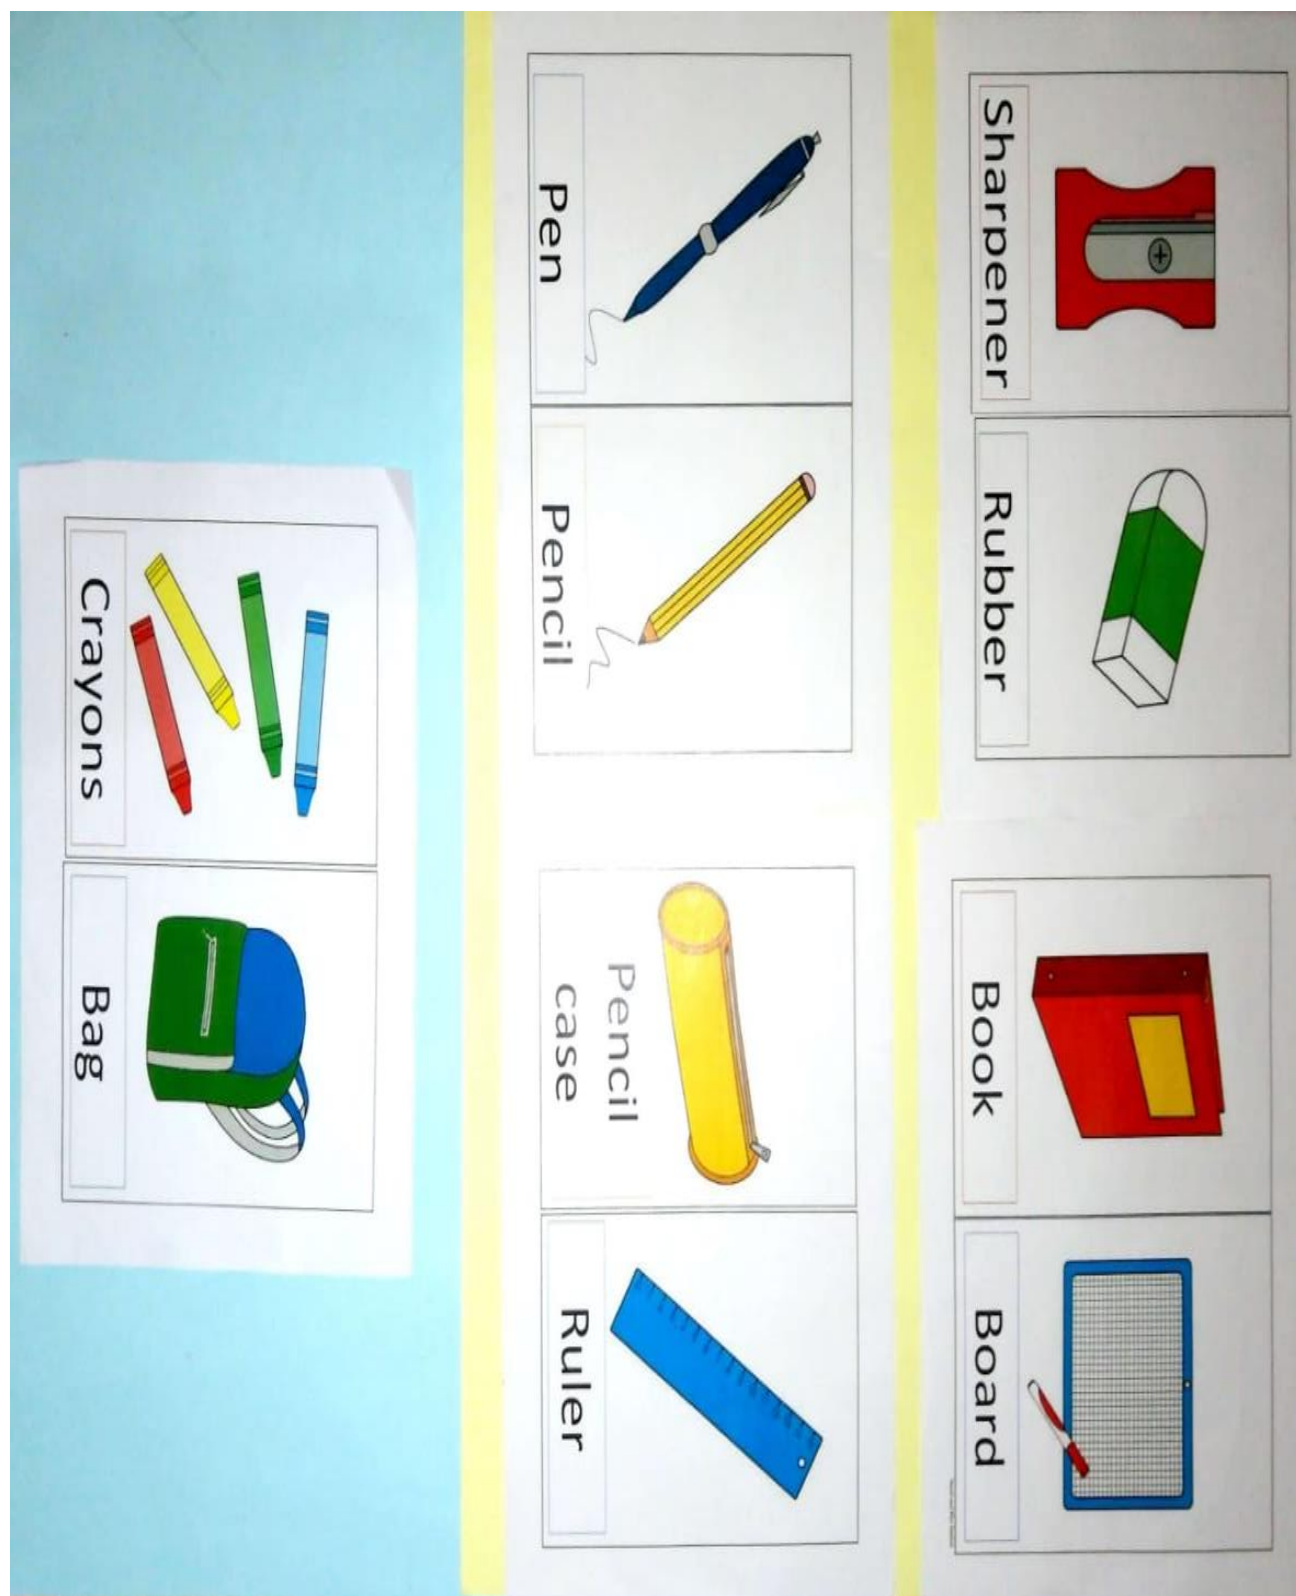 Sharpener
Rubber
Book
Board
Pen
Pencil
Pencil
case
Ruler
Crayons
Bag